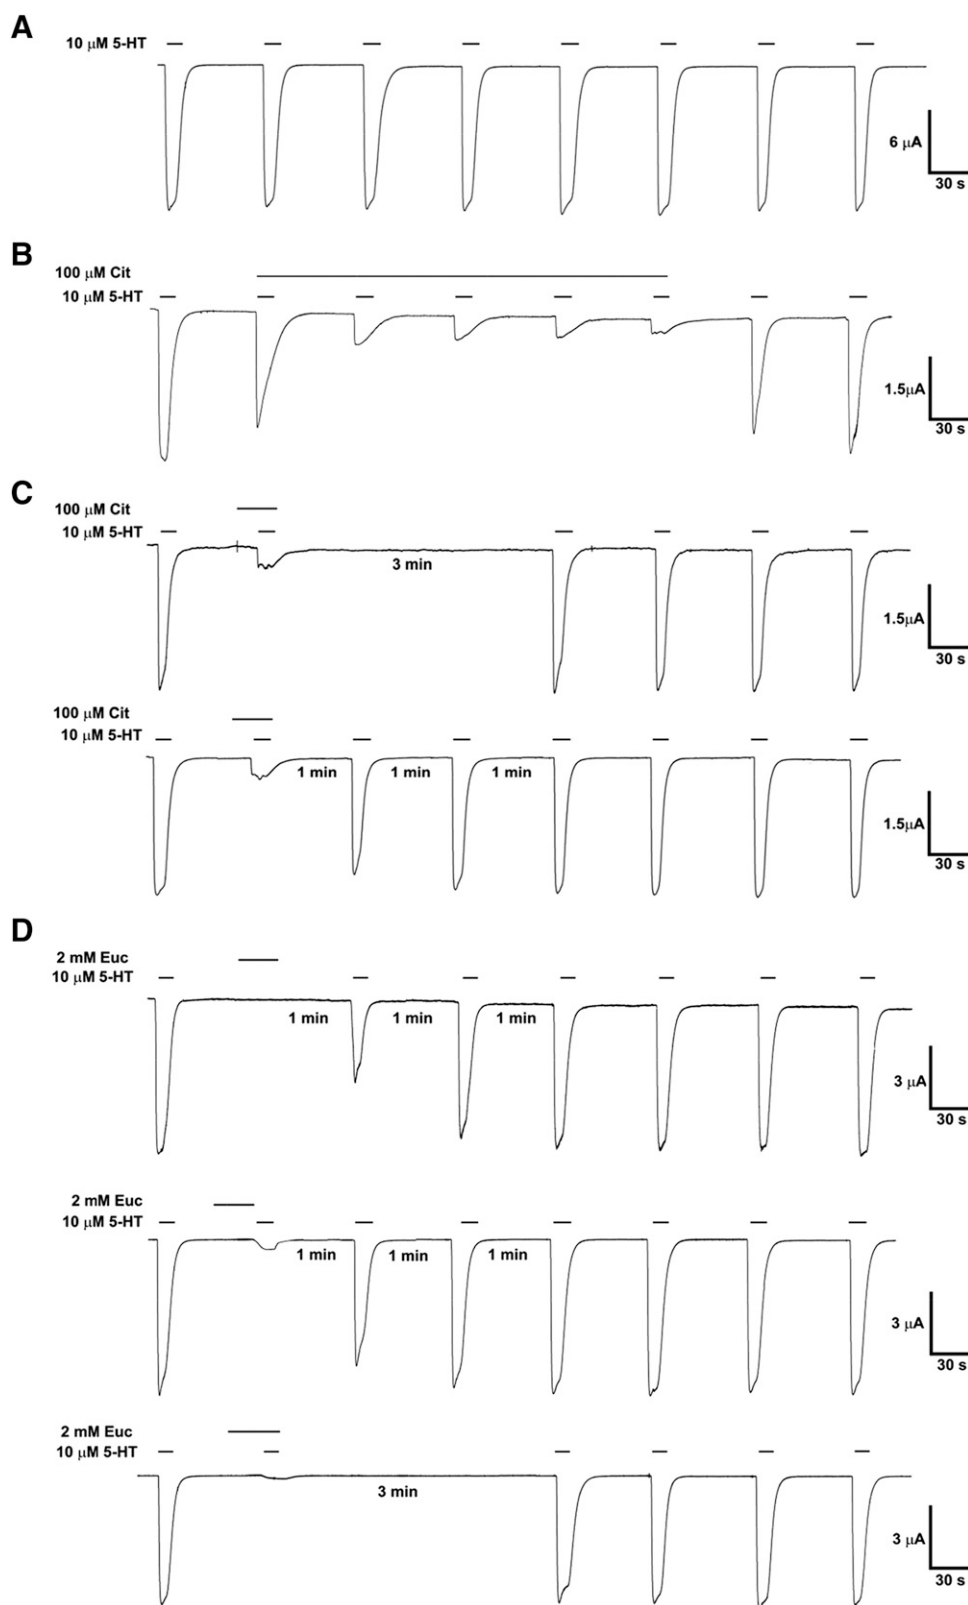 A
10 μM 5-HT
6 μA
30 s
B
100 μM Cit
10 μM 5-HT
1.5μA
30 s
C
100 μM Cit
10 μM 5-HT
3 min
1.5μA
30 s
100 μM Cit
10 μM 5-HT
1 min 1 min 1 min
1.5μA
30 s
D
2 mM Euc
10 μM 5-HT
1 min 1 min 1 min
3 μA
30 s
2 mM Euc
10 μM 5-HT
1 min 1 min 1 min
3 μA
30 s
2 mM Euc
10 μM 5-HT
3 min
3 μA
30 s